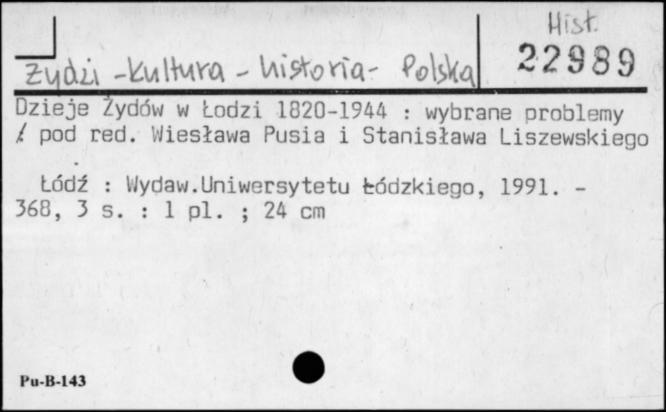 Hist.
22989
Żydzi - kultura - historia - Polska
Dzieje Żydów w Łodzi 1820-1944 : wybrane problemy
/ pod red. Wiesława Pusia i Stanisława Liszewskiego
Łódź : Wydaw.Uniwersytetu Łódzkiego, 1991. -
368, 3 s. : 1 pl. ; 24 cm
Pu-B-143